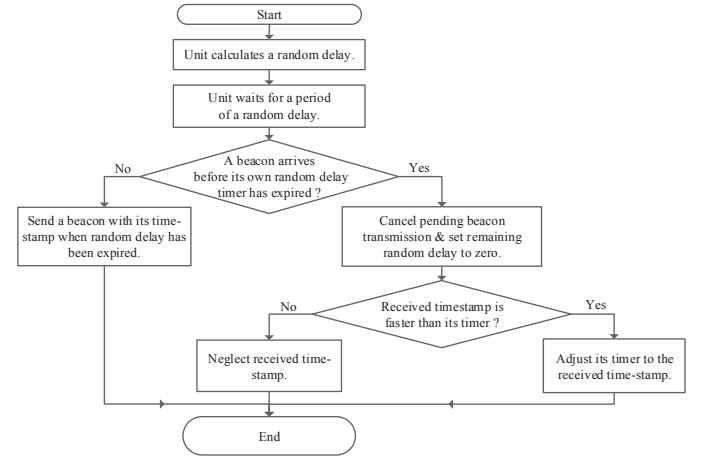 Start
Unit calculates a random delay.
Unit waits for a period
of a random delay.
A beacon arrives
before its own random delay
timer has expired ?
No
Yes
Send a beacon with its time-
stamp when random delay has
been expired.
Cancel pending beacon
transmission & set remaining
random delay to zero.
Received timestamp is
faster than its timer ?
No
Yes
Neglect received time-
stamp.
Adjust its timer to the
received time-stamp.
End